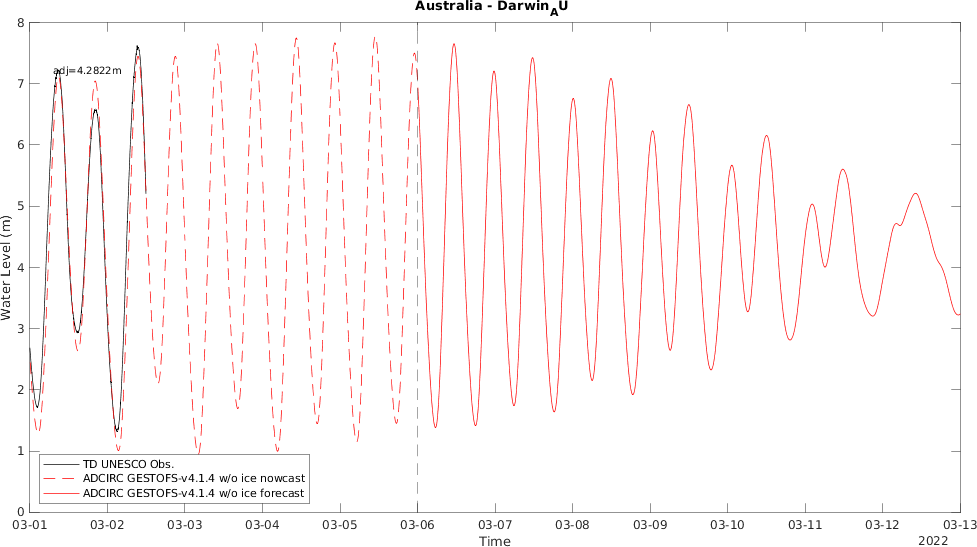 Australia - Darwin_AU
8
7
6
5
4
3
2
1
0
Water Level (m)
adj=4.2822m
TD UNESCO Obs.
ADCIRC GESTOFS-v4.1.4 w/o ice nowcast
ADCIRC GESTOFS-v4.1.4 w/o ice forecast
03-01 03-02 03-03 03-04 03-05 03-06 03-07 03-08 03-09 03-10 03-11 03-12 03-13
Time
2022